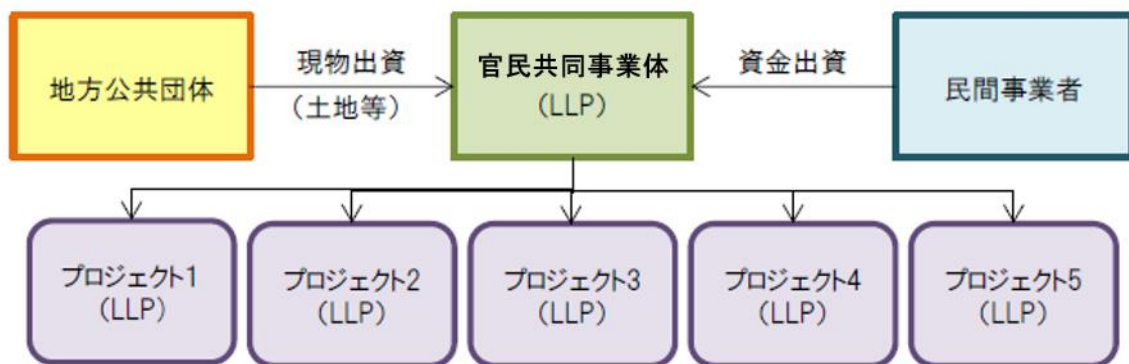 地方公共団体
現物出資
（土地等）
官民共同事業体
（LLP）
資金出資
民間事業者
プロジェクト1
（LLP）
プロジェクト2
（LLP）
プロジェクト3
（LLP）
プロジェクト4
（LLP）
プロジェクト5
（LLP）